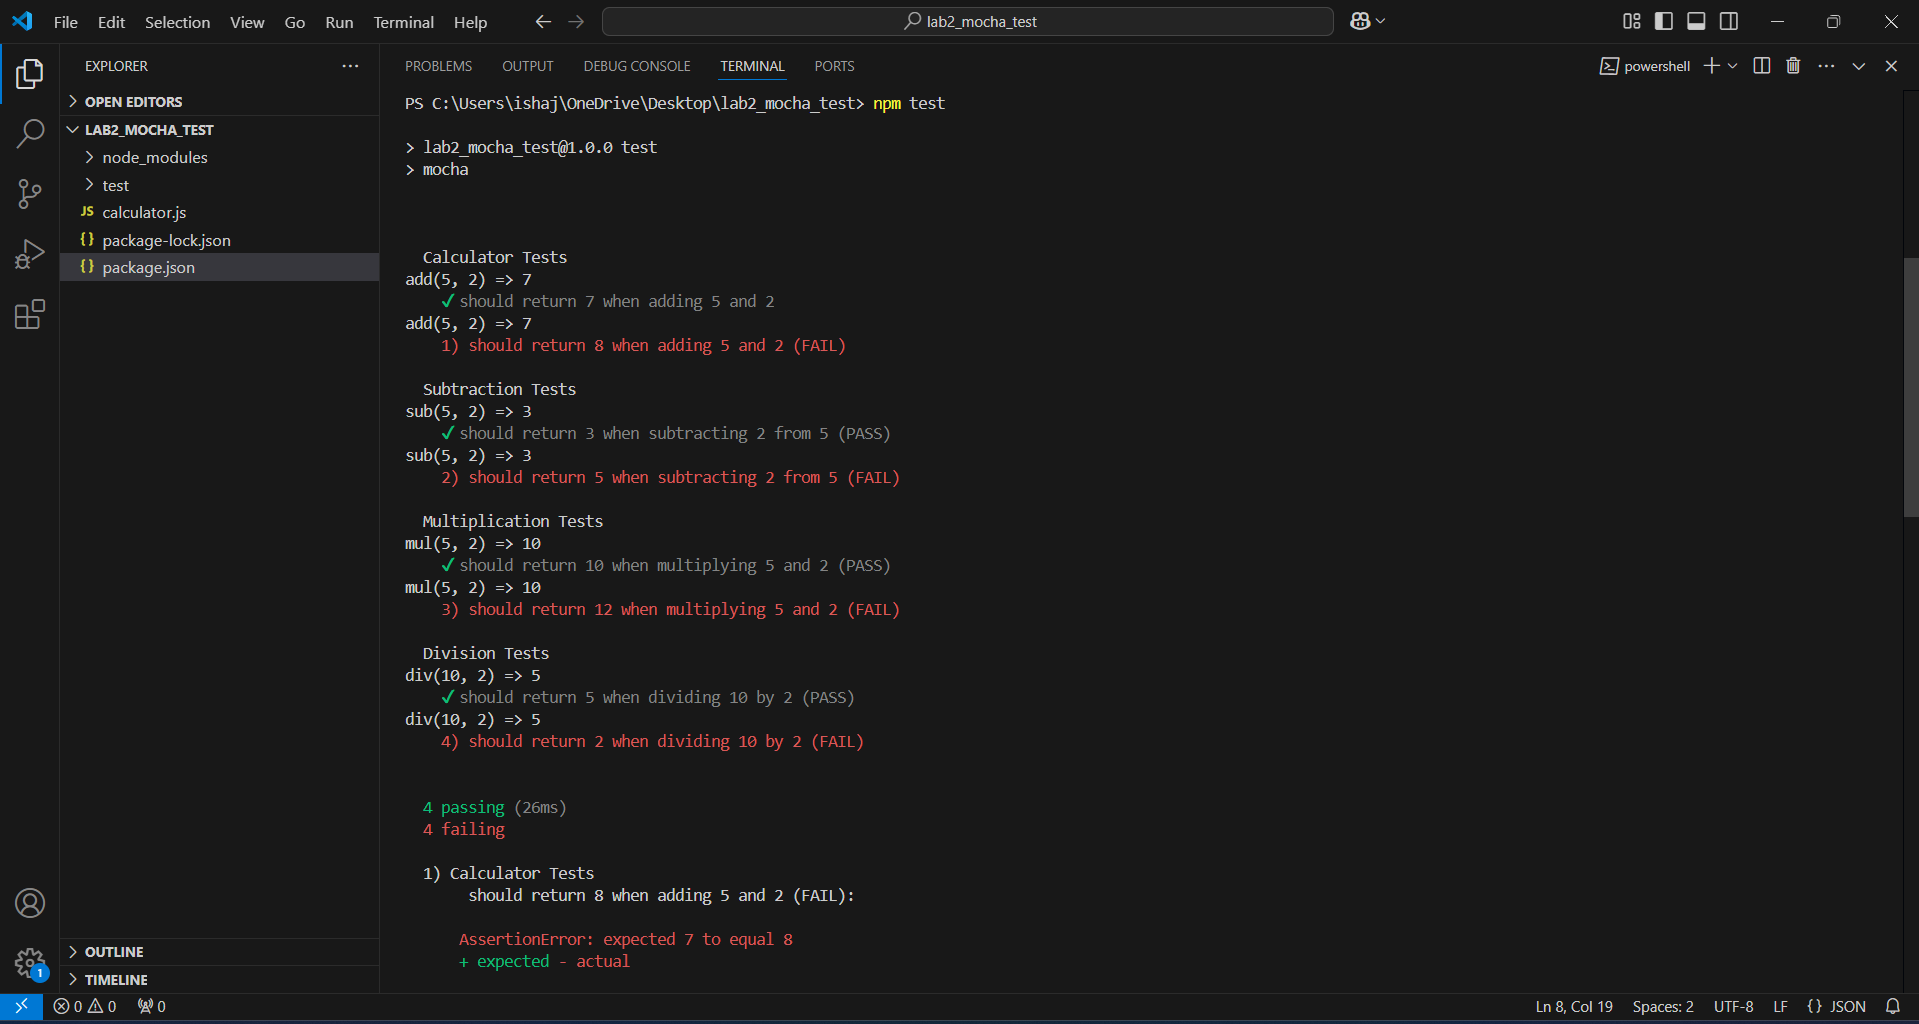 File Edit Selection View Go Run Terminal Help
lab2_mocha_test
EXPLORER
OPEN EDITORS
LAB2_MOCHA_TEST
node_modules
test
JS calculator.js
{} package-lock.json
{} package.json
OUTLINE
TIMELINE
PROBLEMS OUTPUT DEBUG CONSOLE TERMINAL PORTS
powershell
PS C:\Users\ishaj\OneDrive\Desktop\lab2_mocha_test> npm test
> lab2_mocha_test@1.0.0 test
> mocha
Calculator Tests
add(5, 2) => 7
✓ should return 7 when adding 5 and 2
add(5, 2) => 7
1) should return 8 when adding 5 and 2 (FAIL)
Subtraction Tests
sub(5, 2) => 3
✓ should return 3 when subtracting 2 from 5 (PASS)
sub(5, 2) => 3
2) should return 5 when subtracting 2 from 5 (FAIL)
Multiplication Tests
mul(5, 2) => 10
✓ should return 10 when multiplying 5 and 2 (PASS)
mul(5, 2) => 10
3) should return 12 when multiplying 5 and 2 (FAIL)
Division Tests
div(10, 2) => 5
✓ should return 5 when dividing 10 by 2 (PASS)
div(10, 2) => 5
4) should return 2 when dividing 10 by 2 (FAIL)
4 passing (26ms)
4 failing
1) Calculator Tests
should return 8 when adding 5 and 2 (FAIL):
AssertionError: expected 7 to equal 8
+ expected - actual
1
0 0 0
Ln 8, Col 19 Spaces: 2 UTF-8 LF {} JSON